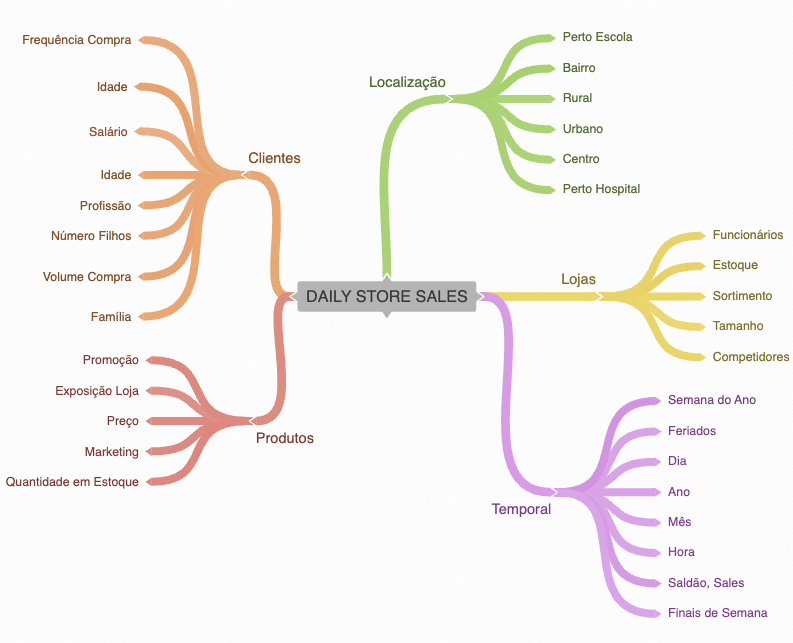 DAILY STORE SALES
Clientes
Frequência Compra
Idade
Salário
Idade
Profissão
Número Filhos
Volume Compra
Família
Produtos
Promoção
Exposição Loja
Preço
Marketing
Quantidade em Estoque
Localização
Perto Escola
Bairro
Rural
Urbano
Centro
Perto Hospital
Lojas
Funcionários
Estoque
Sortimento
Tamanho
Competidores
Temporal
Semana do Ano
Feriados
Dia
Ano
Mês
Hora
Saldão, Sales
Finais de Semana